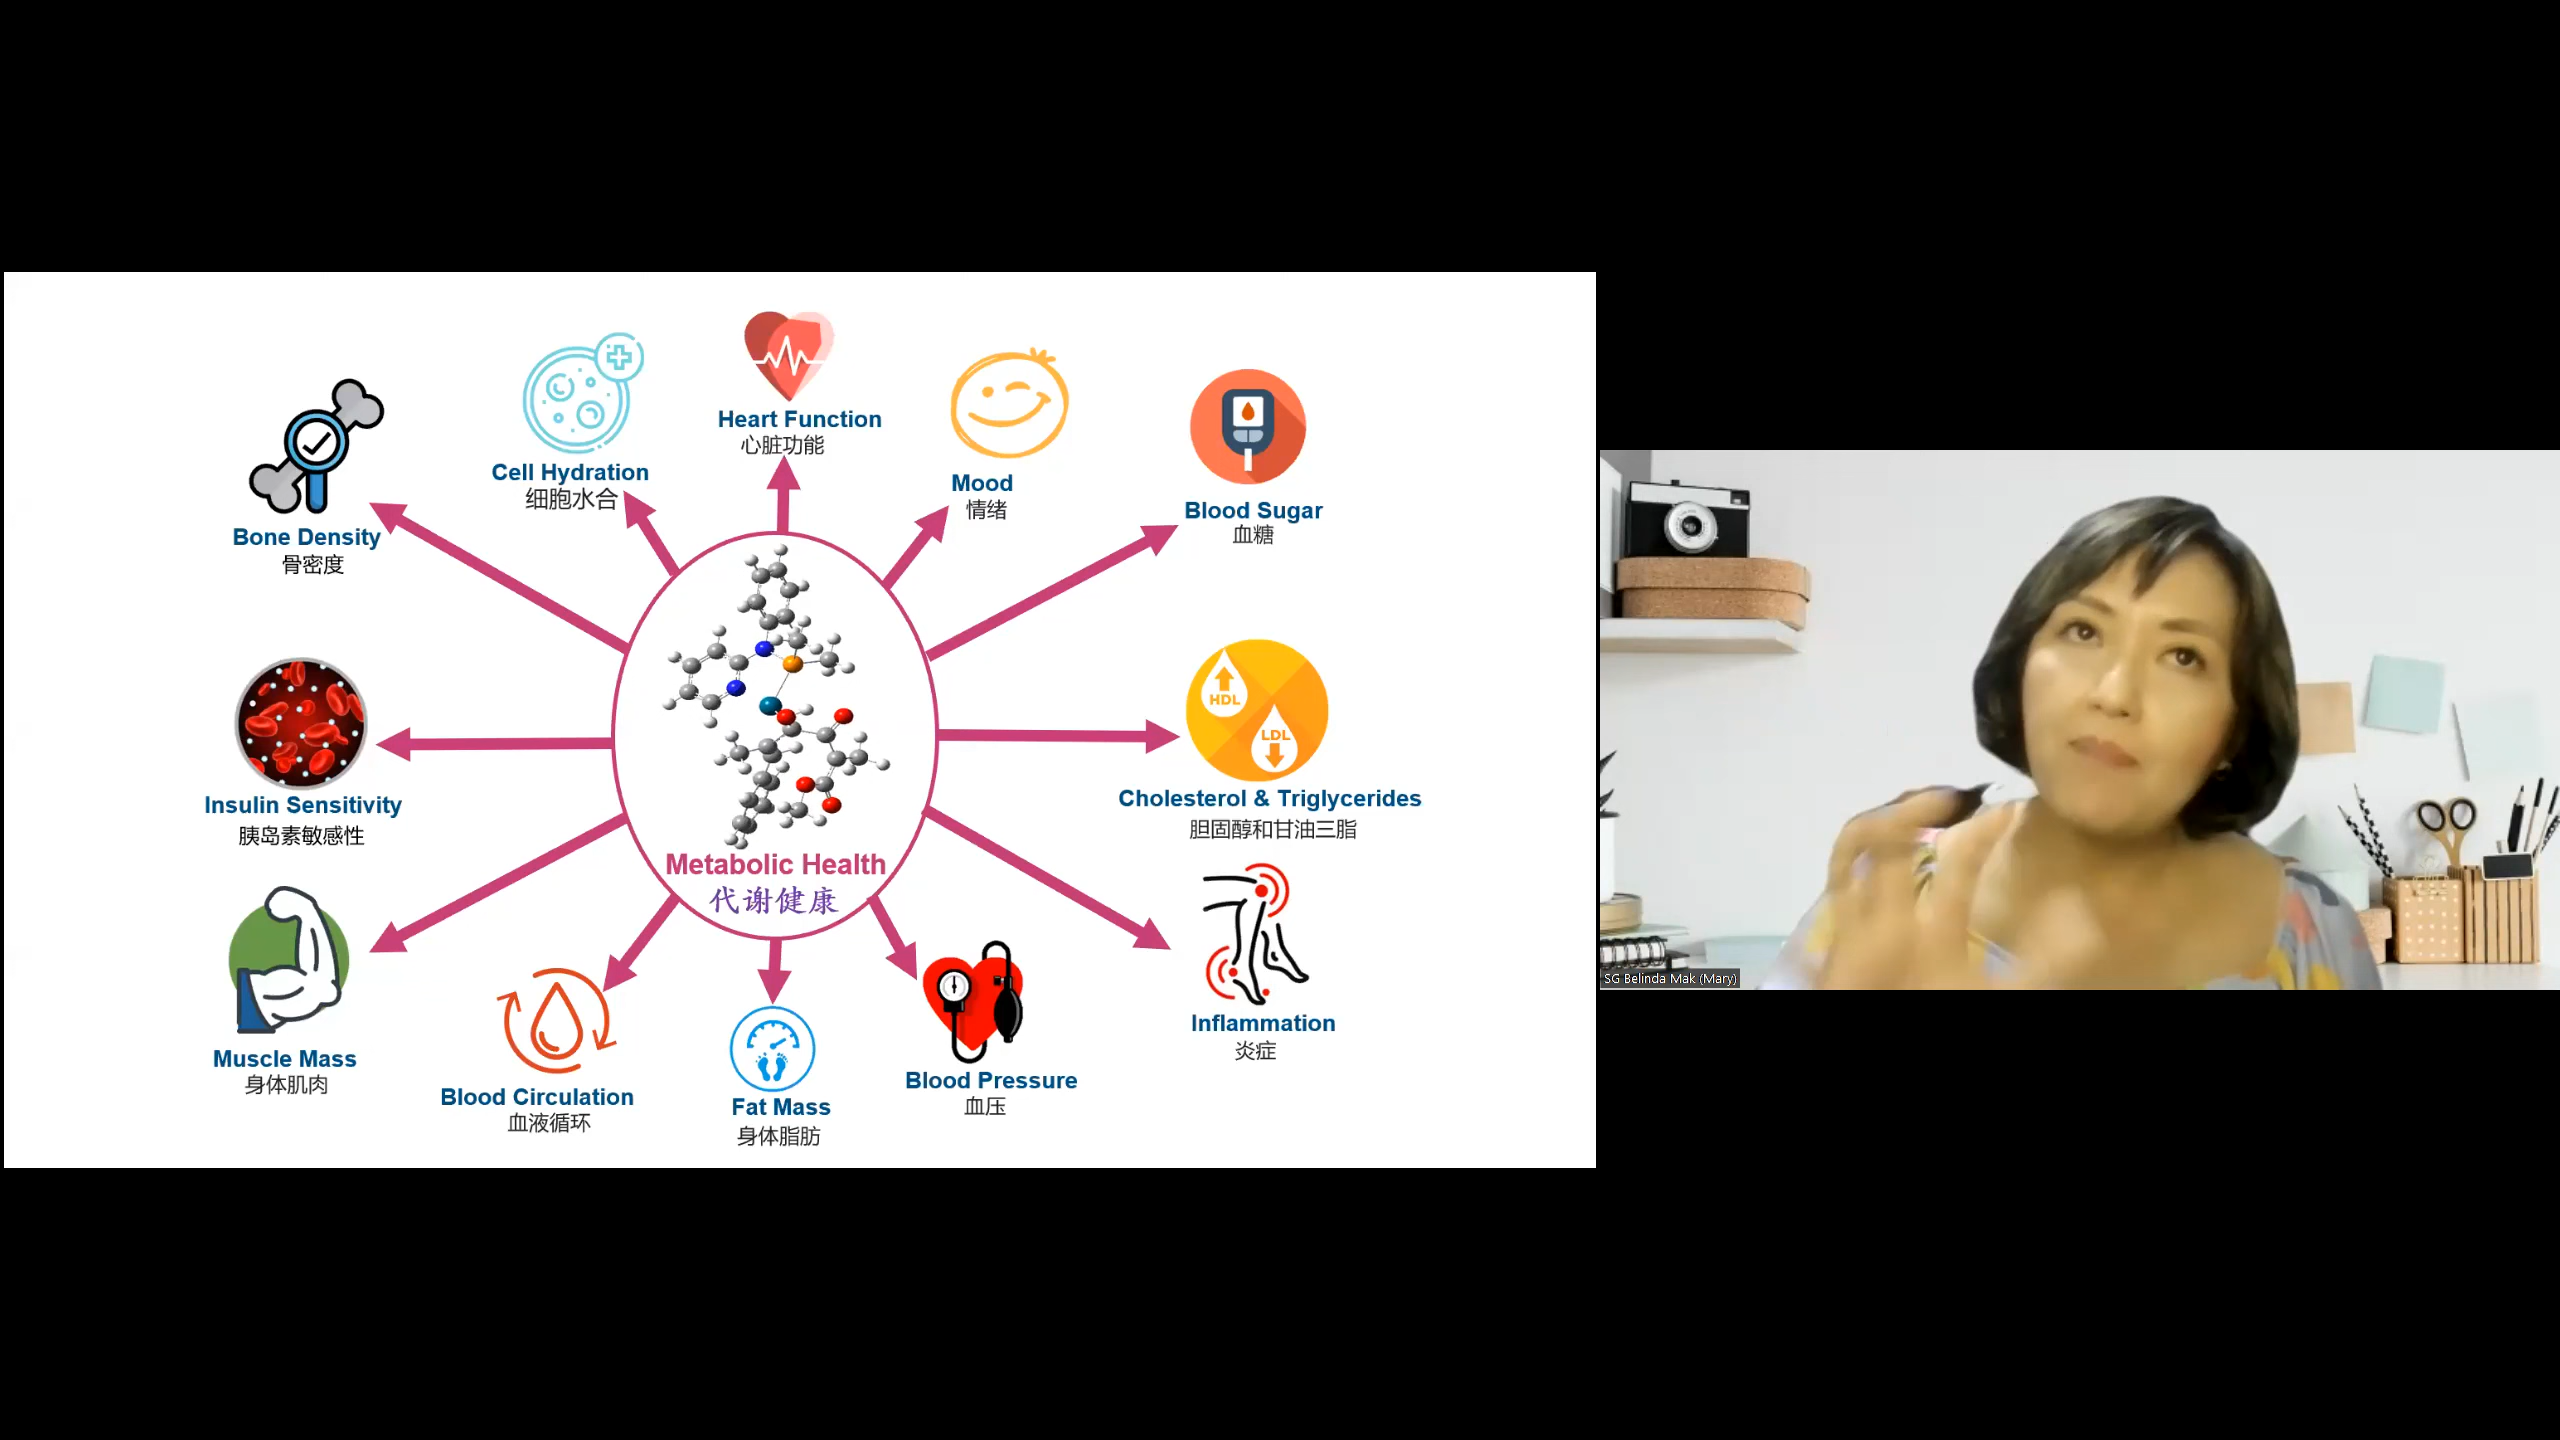 Heart Function
心脏功能
Cell Hydration
细胞水合
Mood
情绪
Blood Sugar
血糖
Bone Density
骨密度
HDL
LDL
Cholesterol & Triglycerides
胆固醇和甘油三脂
Insulin Sensitivity
胰岛素敏感性
Metabolic Health
代谢健康
Inflammation
炎症
Muscle Mass
身体肌肉
Blood Circulation
血液循环
Fat Mass
身体脂肪
Blood Pressure
血压
SG Belinda Mak (Mary)